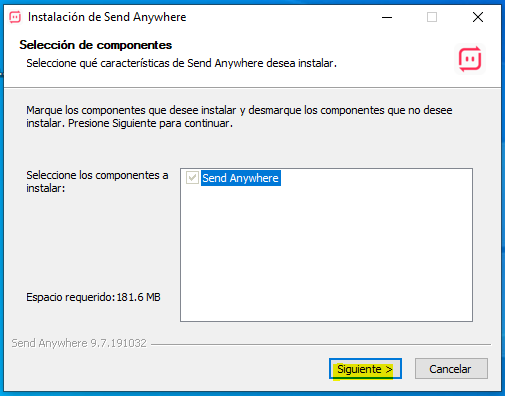 Instalación de Send Anywhere
Selección de componentes
Seleccione qué características de Send Anywhere desea instalar.
Marque los componentes que desee instalar y desmarque los componentes que no desee
instalar. Presione Siguiente para continuar.
Seleccione los componentes a
instalar:
Send Anywhere
Espacio requerido: 181.6 MB
Send Anywhere 9.7.191032
Siguiente >
Cancelar